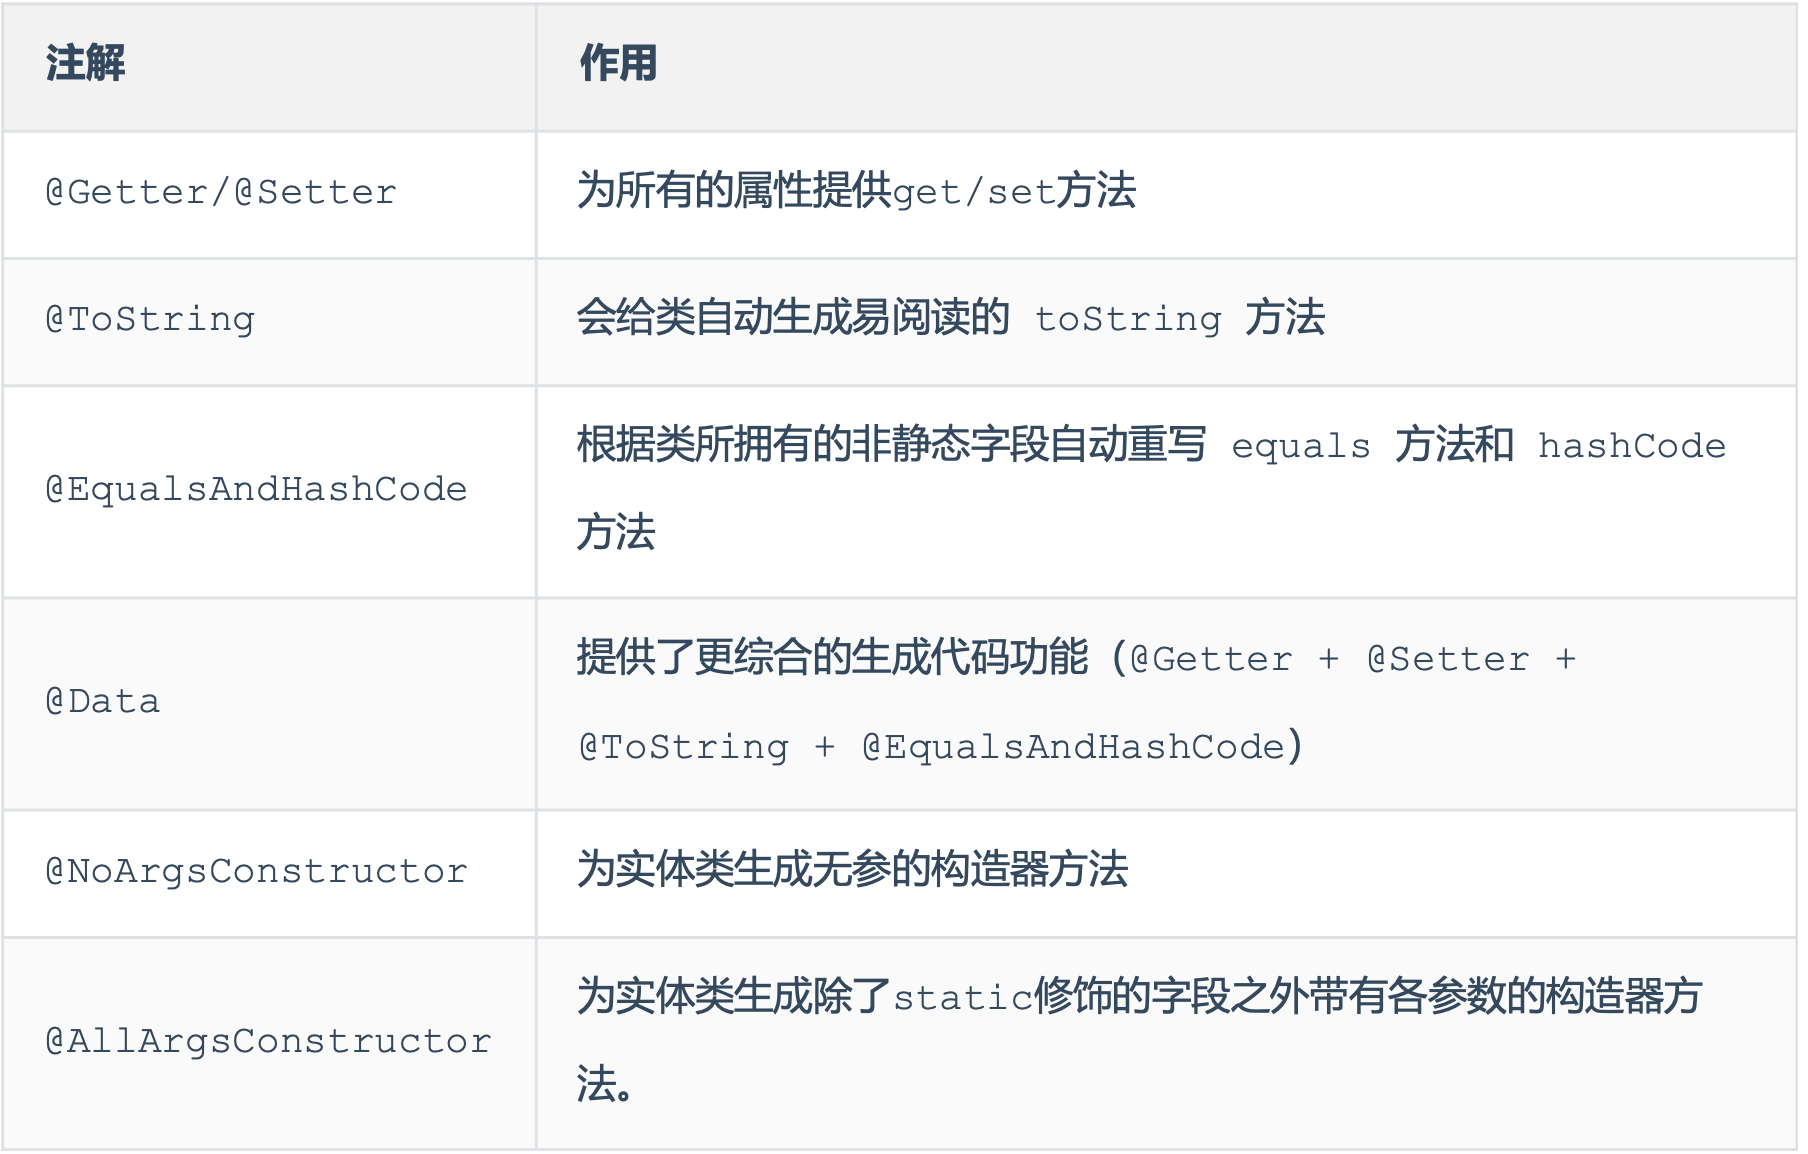 注解
作用
@Getter/@Setter
为所有的属性提供get/set方法
@ToString
会给类自动生成易阅读的 toString 方法
@EqualsAndHashCode
根据类所拥有的非静态字段自动重写 equals 方法和 hashCode
方法
@Data
提供了更综合的生成代码功能（@Getter + @Setter +
@ToString + @EqualsAndHashCode）
@NoArgsConstructor
为实体类生成无参的构造器方法
@AllArgsConstructor
为实体类生成除了static修饰的字段之外带有各参数的构造器方
法。